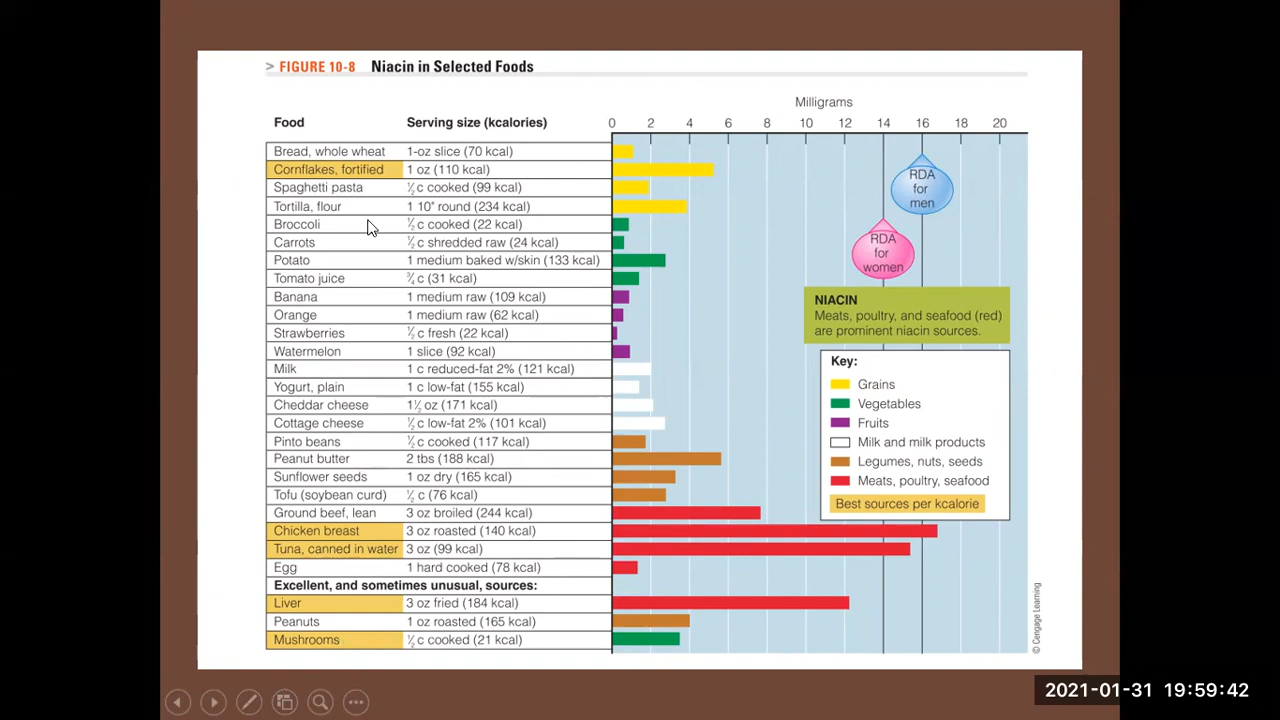 > FIGURE 10-8 Niacin in Selected Foods
Milligrams
Food Serving size (kcalories) 0 2 4 6 8 10 12 14 16 18 20
Bread, whole wheat 1-oz slice (70 kcal)
Cornflakes, fortified 1 oz (110 kcal)
Spaghetti pasta ½ c cooked (99 kcal)
Tortilla, flour 1 10" round (234 kcal)
Broccoli ½ c cooked (22 kcal)
Carrots ½ c shredded raw (24 kcal)
Potato 1 medium baked w/skin (133 kcal)
Tomato juice ¾ c (31 kcal)
Banana 1 medium raw (109 kcal)
Orange 1 medium raw (62 kcal)
Strawberries ½ c fresh (22 kcal)
Watermelon 1 slice (92 kcal)
Milk 1 c reduced-fat 2% (121 kcal)
Yogurt, plain 1 c low-fat (155 kcal)
Cheddar cheese 1½ oz (171 kcal)
Cottage cheese ½ c low-fat 2% (101 kcal)
Pinto beans ½ c cooked (117 kcal)
Peanut butter 2 tbs (188 kcal)
Sunflower seeds 1 oz dry (165 kcal)
Tofu (soybean curd) ½ c (76 kcal)
Ground beef, lean 3 oz broiled (244 kcal)
Chicken breast 3 oz roasted (140 kcal)
Tuna, canned in water 3 oz (99 kcal)
Egg 1 hard cooked (78 kcal)
Excellent, and sometimes unusual, sources:
Liver 3 oz fried (184 kcal)
Peanuts 1 oz roasted (165 kcal)
Mushrooms ½ c cooked (21 kcal)
RDA
for
men
RDA
for
women
NIACIN
Meats, poultry, and seafood (red)
are prominent niacin sources.
Key:
Grains
Vegetables
Fruits
Milk and milk products
Legumes, nuts, seeds
Meats, poultry, seafood
Best sources per kcalorie
© Cengage Learning
2021-01-31 19:59:42